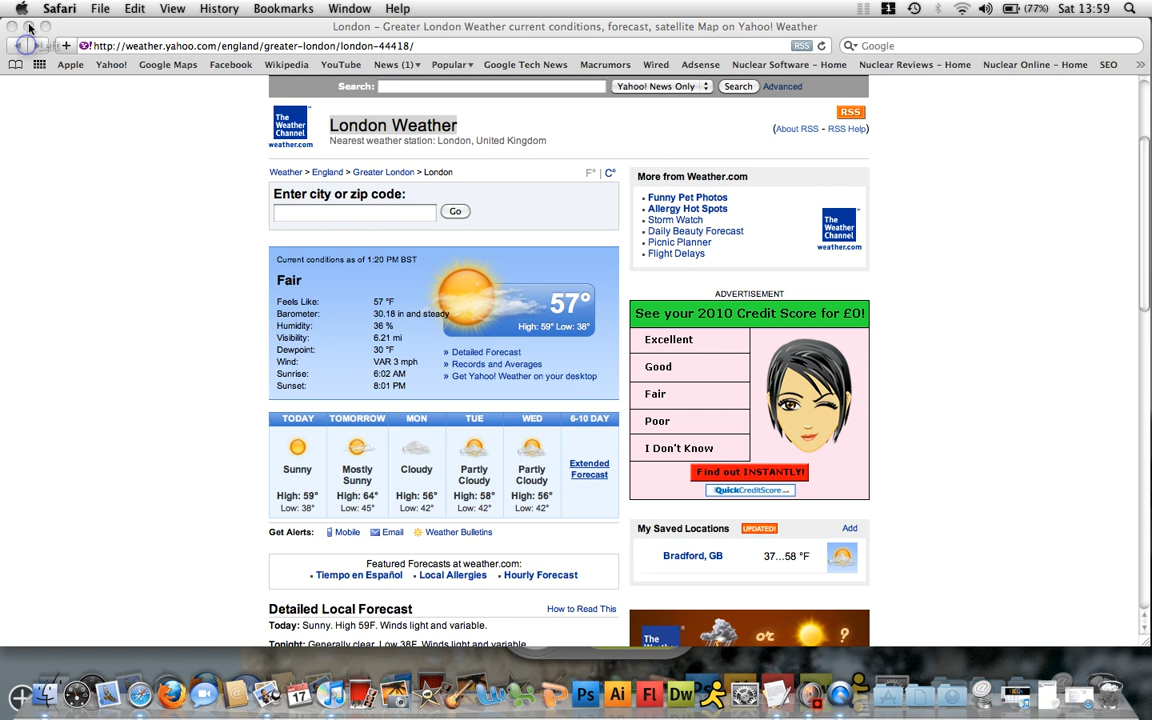 Safari File Edit View History Bookmarks Window Help 1 (77%) Sat 13:59
London – Greater London Weather current conditions, forecast, satellite Map on Yahoo! Weather
http://weather.yahoo.com/england/greater-london/london-44418/ RSS Google
Apple Yahoo! Google Maps Facebook Wikipedia YouTube News (1) Popular Google Tech News Macrumors Wired Adsense Nuclear Software – Home Nuclear Reviews – Home Nuclear Online – Home SEO »
Search: Yahoo! News Only Search Advanced
The Weather Channel
weather.com
London Weather
Nearest weather station: London, United Kingdom
RSS
(About RSS - RSS Help)
Weather > England > Greater London > London F° | C°
Enter city or zip code:
Go
More from Weather.com
Funny Pet Photos
Allergy Hot Spots
Storm Watch
Daily Beauty Forecast
Picnic Planner
Flight Delays
The Weather Channel
weather.com
Current conditions as of 1:20 PM BST
Fair
Feels Like: 57 °F
Barometer: 30.18 in and steady
Humidity: 36 %
Visibility: 6.21 mi
Dewpoint: 30 °F
Wind: VAR 3 mph
Sunrise: 6:02 AM
Sunset: 8:01 PM
57°
High: 59° Low: 38°
» Detailed Forecast
» Records and Averages
» Get Yahoo! Weather on your desktop
ADVERTISEMENT
See your 2010 Credit Score for £0!
Excellent
Good
Fair
Poor
I Don't Know
Find out INSTANTLY!
QuickCreditScore
TODAY TOMORROW MON TUE WED 6-10 DAY
Sunny Mostly Sunny Cloudy Partly Cloudy Partly Cloudy Extended Forecast
High: 59° High: 64° High: 56° High: 58° High: 56°
Low: 38° Low: 45° Low: 42° Low: 42° Low: 42°
Get Alerts: Mobile Email Weather Bulletins
My Saved Locations UPDATED! Add
Bradford, GB 37...58 °F
Featured Forecasts at weather.com:
Tiempo en Español Local Allergies Hourly Forecast
Detailed Local Forecast How to Read This
Today: Sunny. High 59F. Winds light and variable.
Tonight: Generally clear. Low 38F. Winds light and variable.
The
or ?
17 W Ps Ai Fl Dw